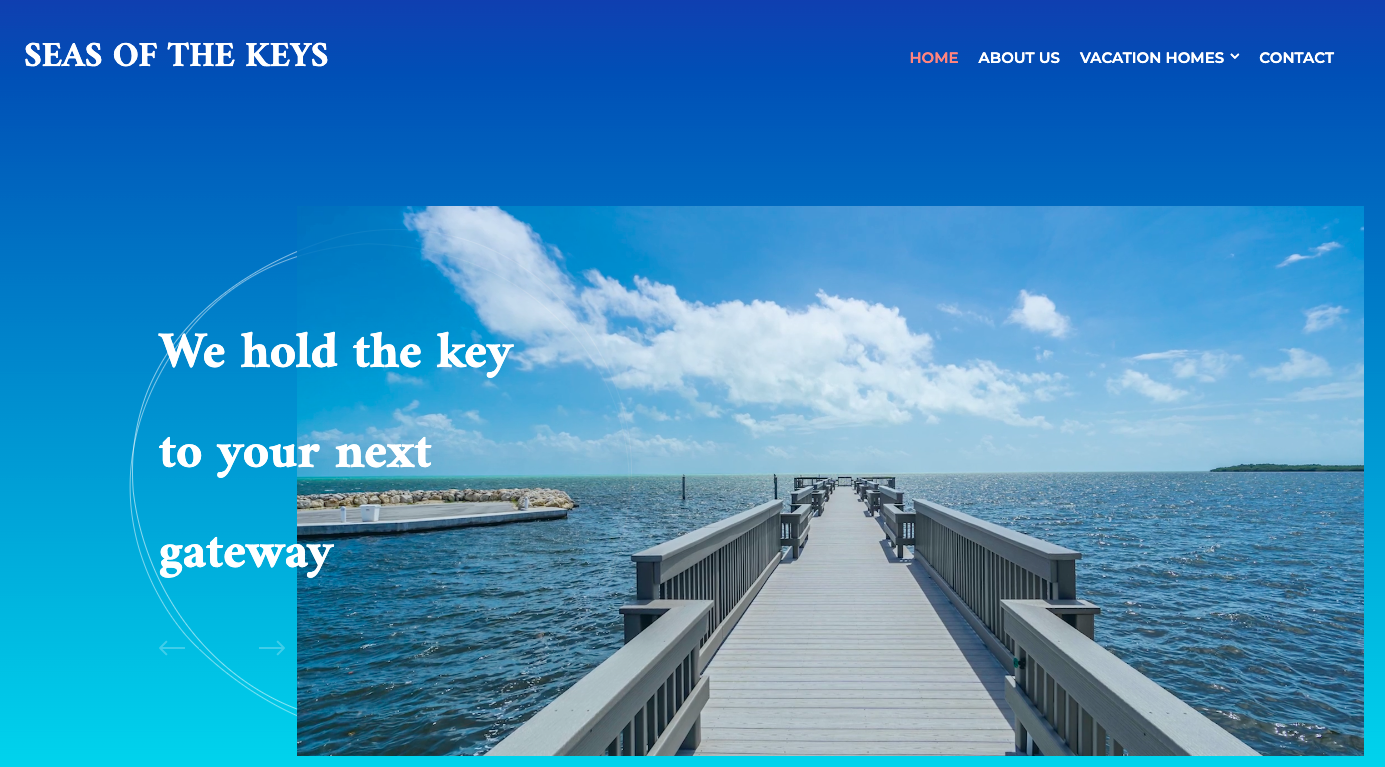 SEAS OF THE KEYS
HOME ABOUT US VACATION HOMES CONTACT
We hold the key
to your next
gateway